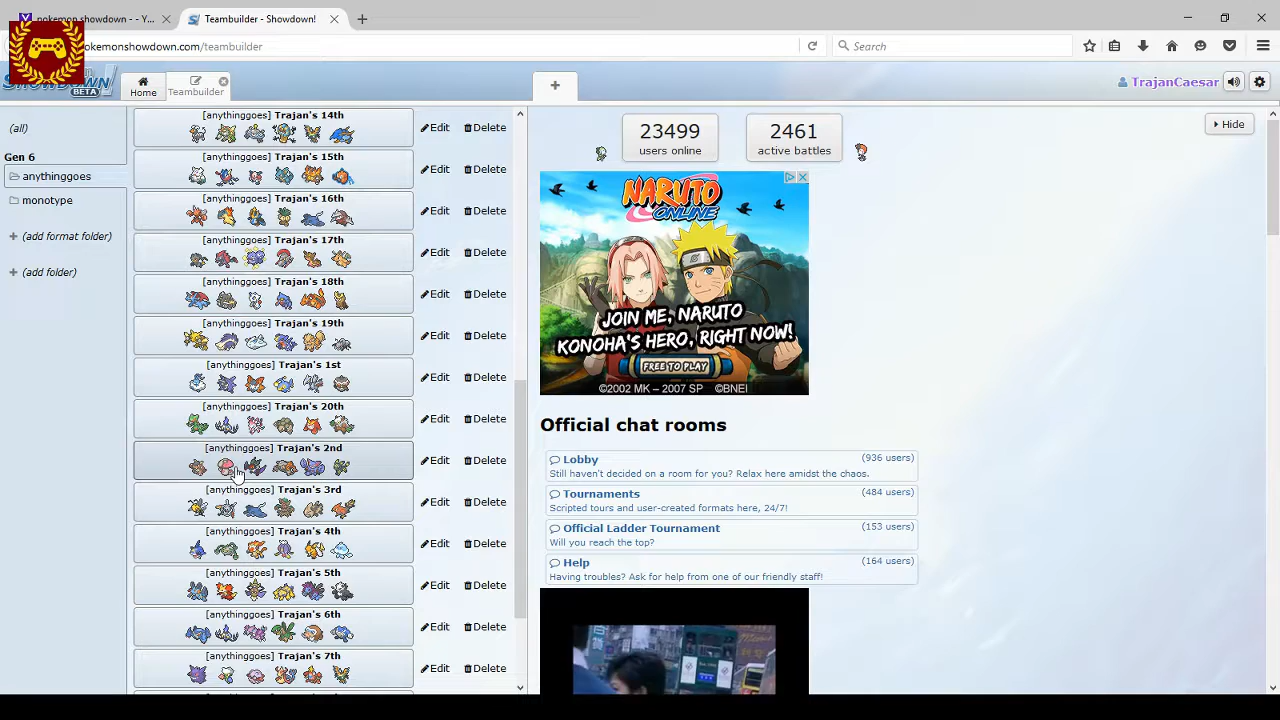 pokemon showdown - - Y...
Teambuilder - Showdown!
okemonshowdown.com/teambuilder
Search
SHOWDOWN!
BETA
Home
Teambuilder
TrajanCaesar
(all)
Gen 6
anythinggoes
monotype
(add format folder)
(add folder)
[anythinggoes] Trajan's 14th
Edit Delete
[anythinggoes] Trajan's 15th
Edit Delete
[anythinggoes] Trajan's 16th
Edit Delete
[anythinggoes] Trajan's 17th
Edit Delete
[anythinggoes] Trajan's 18th
Edit Delete
[anythinggoes] Trajan's 19th
Edit Delete
[anythinggoes] Trajan's 1st
Edit Delete
[anythinggoes] Trajan's 20th
Edit Delete
[anythinggoes] Trajan's 2nd
Edit Delete
[anythinggoes] Trajan's 3rd
Edit Delete
[anythinggoes] Trajan's 4th
Edit Delete
[anythinggoes] Trajan's 5th
Edit Delete
[anythinggoes] Trajan's 6th
Edit Delete
[anythinggoes] Trajan's 7th
Edit Delete
23499
users online
2461
active battles
Hide
NARUTO
ONLINE
JOIN ME, NARUTO
KONOHA'S HERO, RIGHT NOW!
FREE TO PLAY
©2002 MK – 2007 SP ©BNEI
Official chat rooms
Lobby (936 users)
Still haven't decided on a room for you? Relax here amidst the chaos.
Tournaments (484 users)
Scripted tours and user-created formats here, 24/7!
Official Ladder Tournament (153 users)
Will you reach the top?
Help (164 users)
Having troubles? Ask for help from one of our friendly staff!